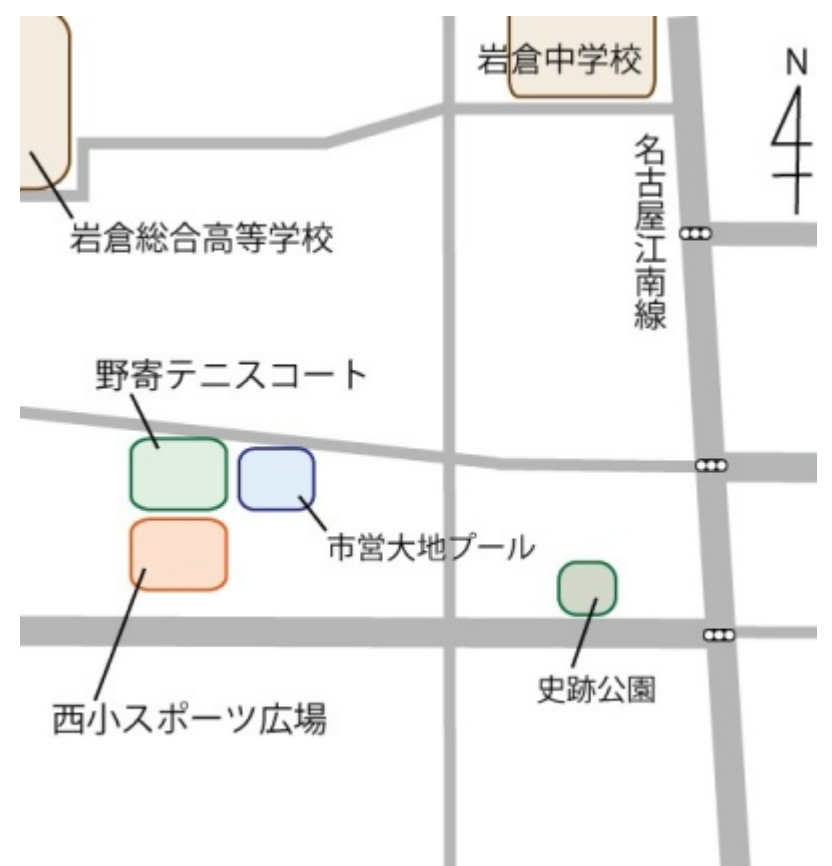 岩倉中学校
N
名古屋江南線
岩倉総合高等学校
野寄テニスコート
市営大地プール
史跡公園
西小スポーツ広場